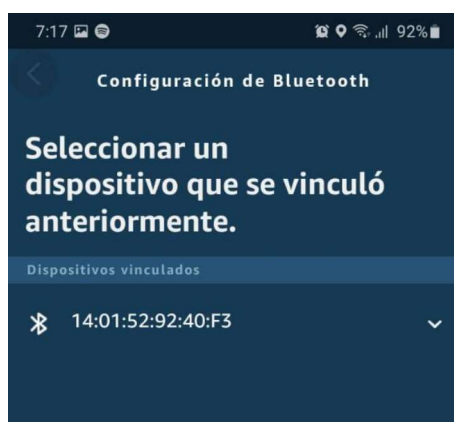 7:17 92%
Configuración de Bluetooth
Seleccionar un
dispositivo que se vinculó
anteriormente.
Dispositivos vinculados
14:01:52:92:40:F3